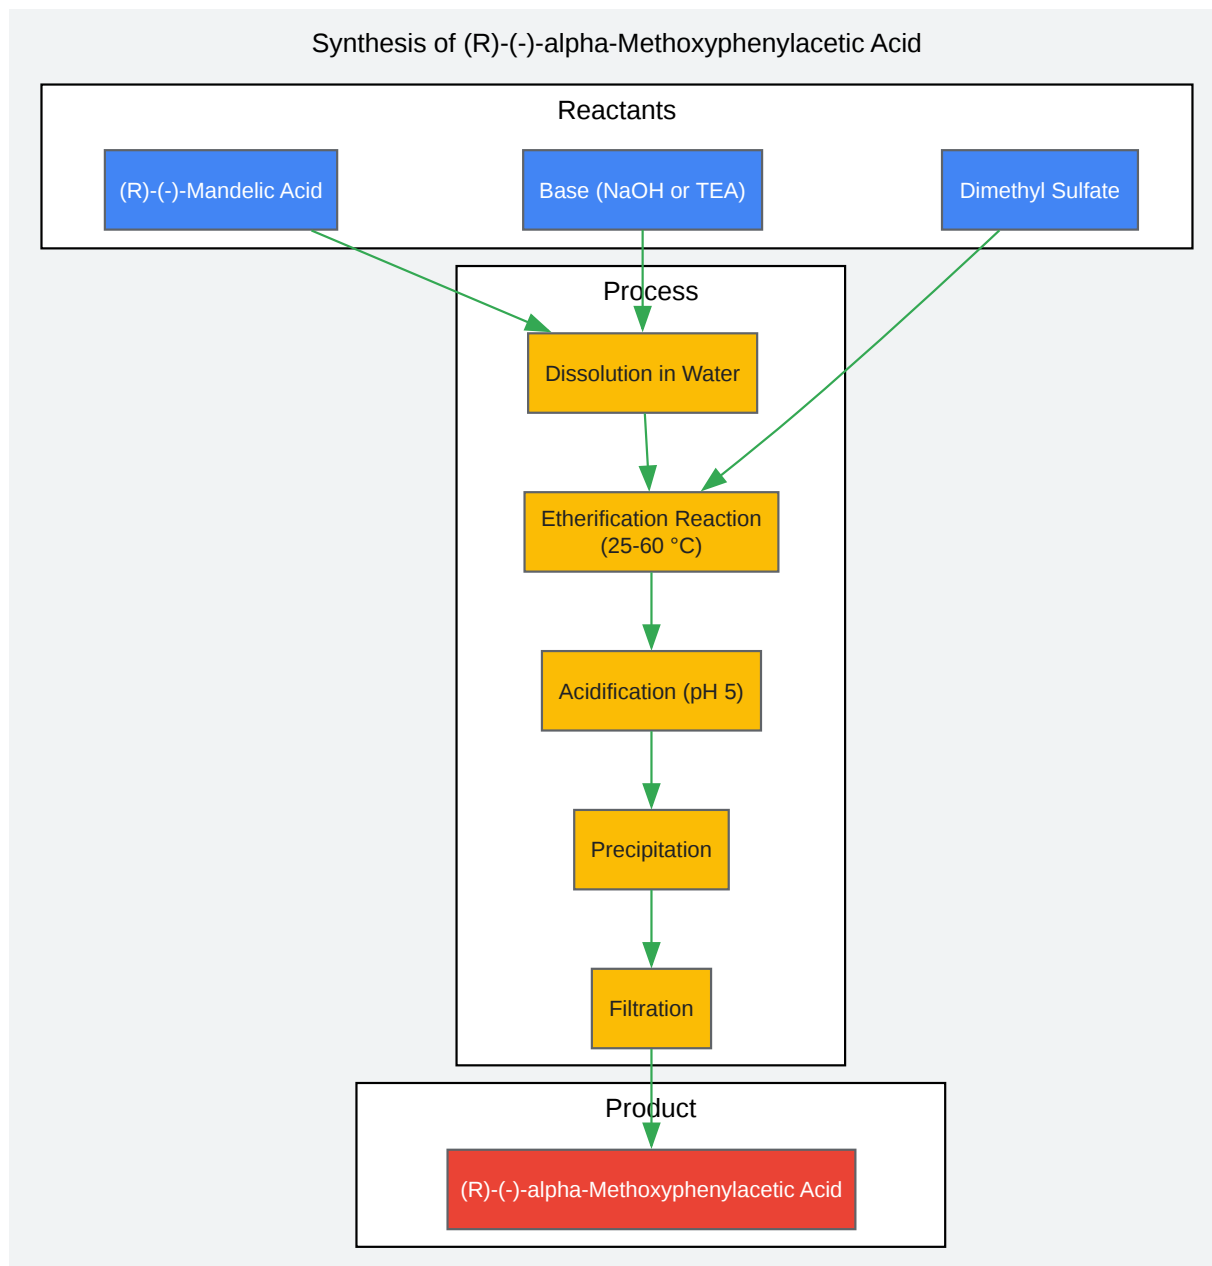 Synthesis of (R)-(-)-alpha-Methoxyphenylacetic Acid
Reactants
(R)-(-)-Mandelic Acid
Base (NaOH or TEA)
Dimethyl Sulfate
Process
Dissolution in Water
Etherification Reaction
(25-60 °C)
Acidification (pH 5)
Precipitation
Filtration
Product
(R)-(-)-alpha-Methoxyphenylacetic Acid